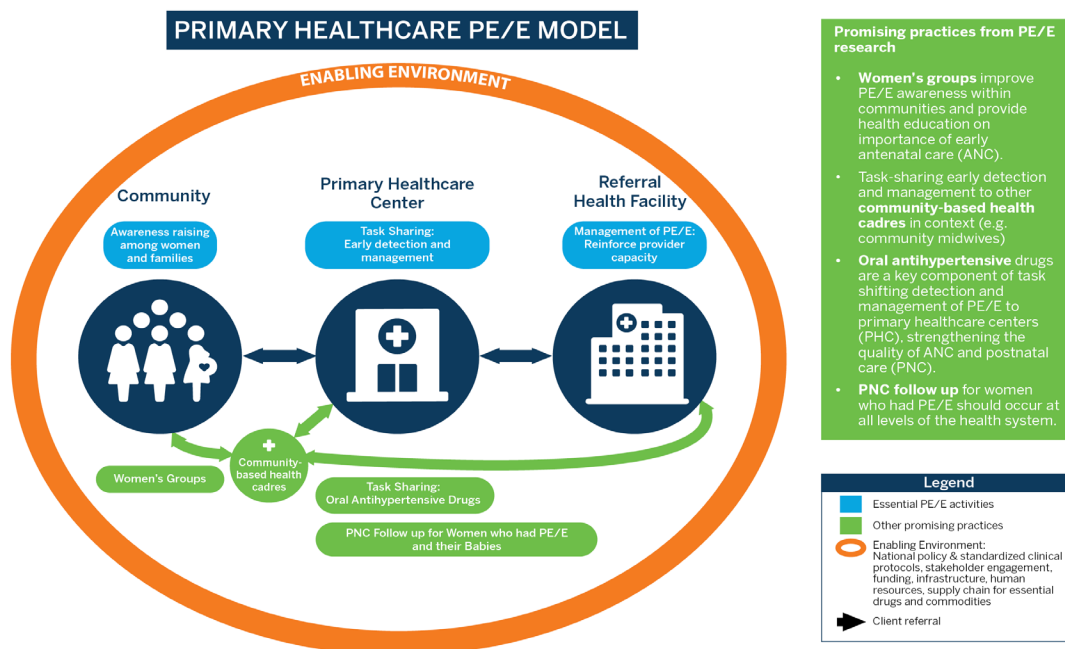 PRIMARY HEALTHCARE PE/E MODEL
ENABLING ENVIRONMENT
Community
Awareness raising
among women
and families
Primary Healthcare
Center
Task Sharing:
Early detection and
management
Referral
Health Facility
Management of PE/E:
Reinforce provider
capacity
Women's Groups
Community-
based health
cadres
Task Sharing:
Oral Antihypertensive Drugs
PNC Follow up for Women who had PE/E
and their Babies
Promising practices from PE/E
research
• Women's groups improve
PE/E awareness within
communities and provide
health education on
importance of early
antenatal care (ANC).
• Task-sharing early detection
and management to other
community-based health
cadres in context (e.g.
community midwives)
• Oral antihypertensive drugs
are a key component of task
shifting detection and
management of PE/E to
primary healthcare centers
(PHC), strengthening the
quality of ANC and postnatal
care (PNC).
• PNC follow up for women
who had PE/E should occur at
all levels of the health system.
Legend
Essential PE/E activities
Other promising practices
Enabling Environment:
National policy & standardized clinical
protocols, stakeholder engagement,
funding, infrastructure, human
resources, supply chain for essential
drugs and commodities
Client referral